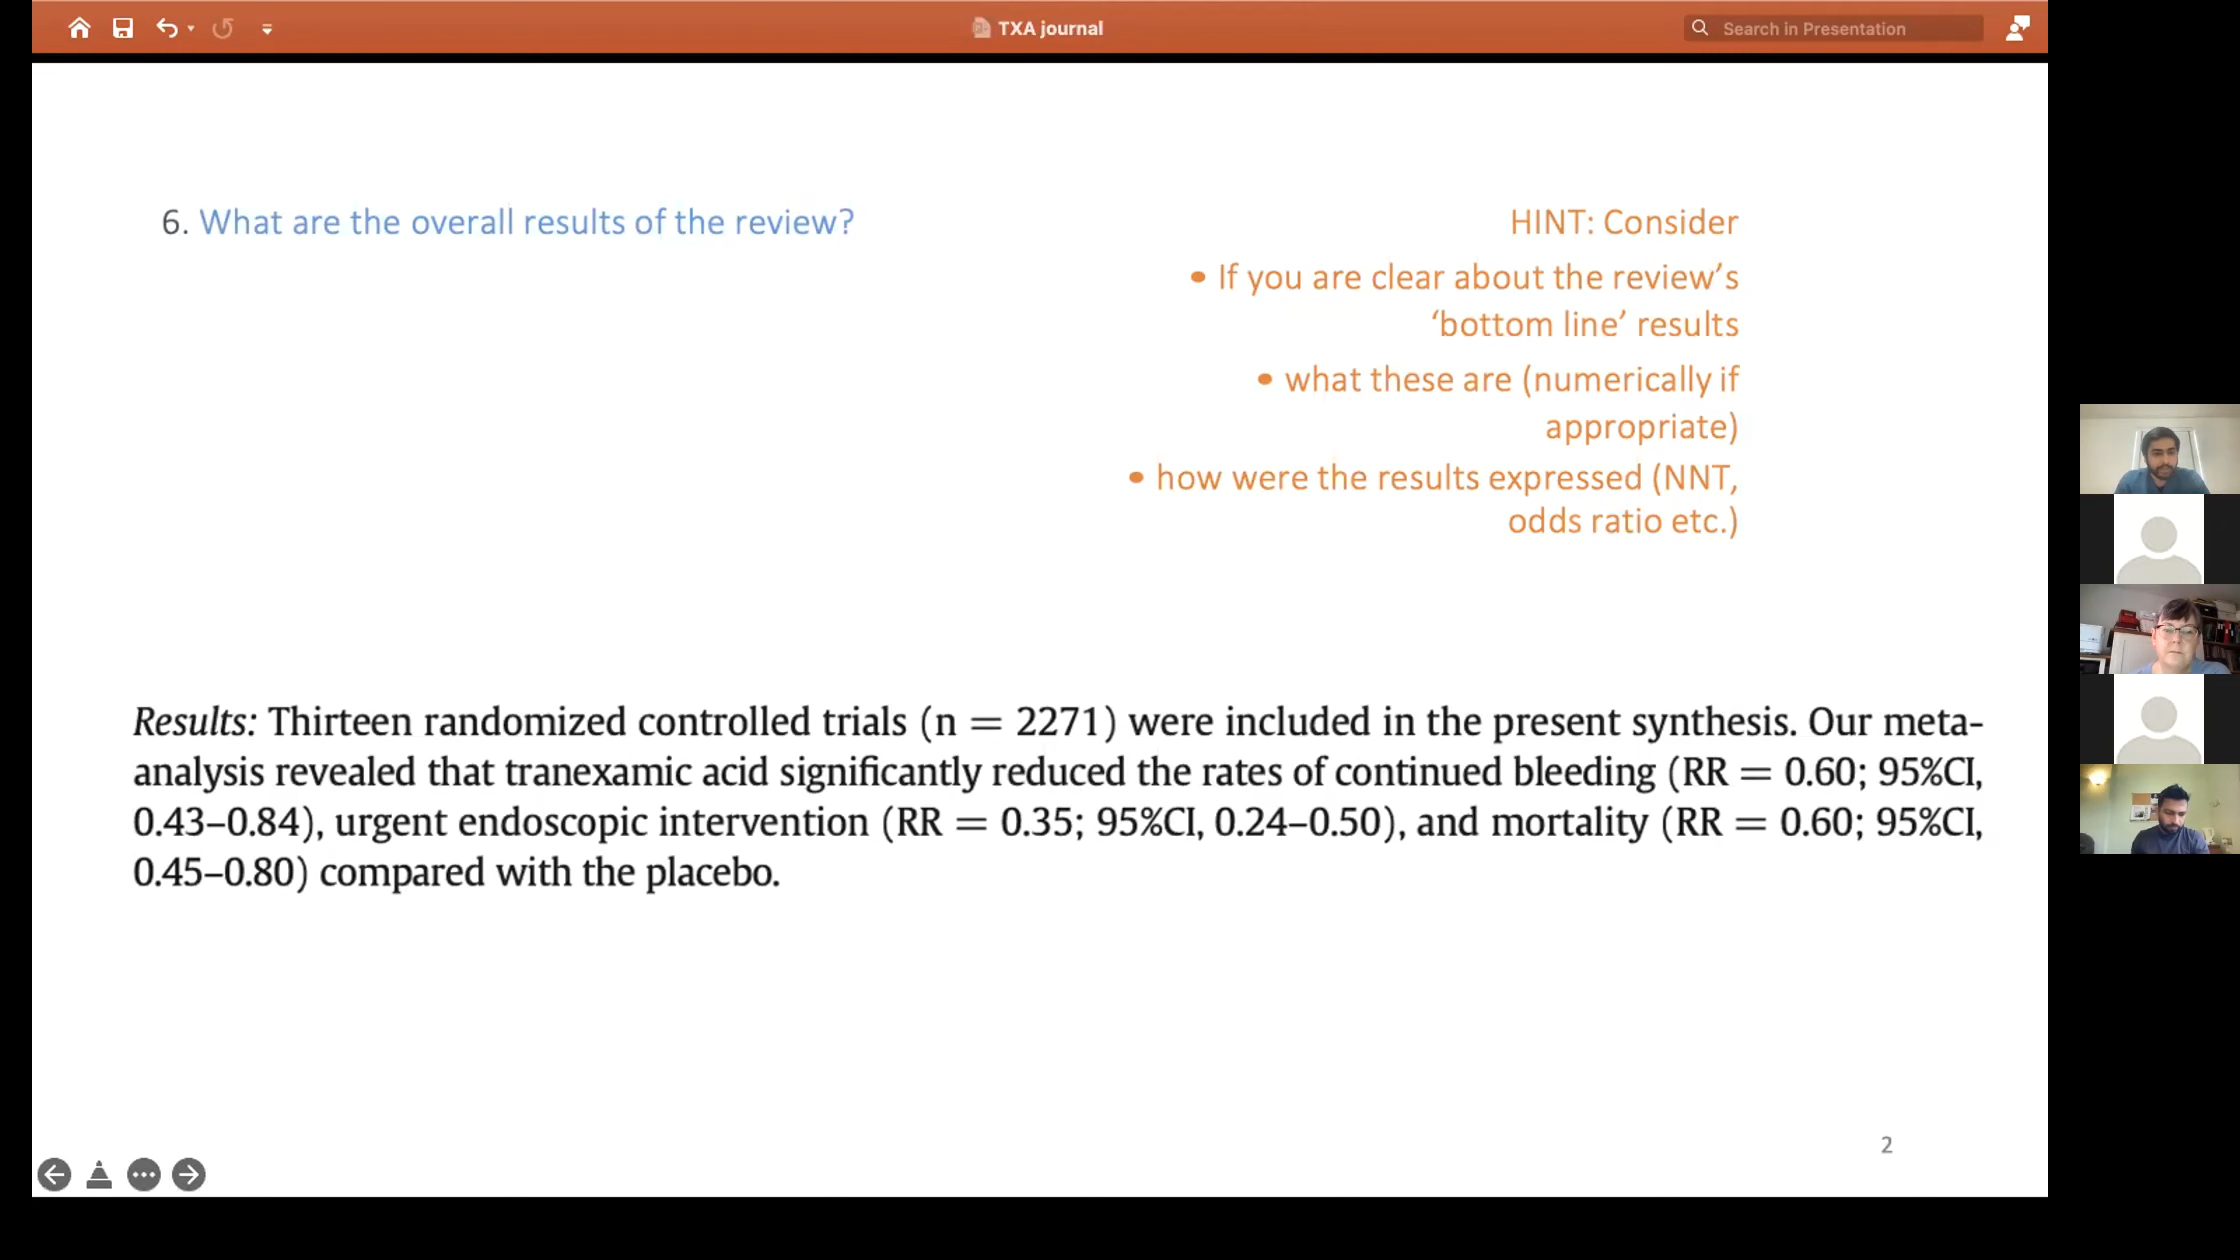 TXA journal
Search in Presentation
6. What are the overall results of the review?
HINT: Consider
• If you are clear about the review’s
‘bottom line’ results
• what these are (numerically if
appropriate)
• how were the results expressed (NNT,
odds ratio etc.)
Results: Thirteen randomized controlled trials (n = 2271) were included in the present synthesis. Our meta-
analysis revealed that tranexamic acid significantly reduced the rates of continued bleeding (RR = 0.60; 95%CI,
0.43–0.84), urgent endoscopic intervention (RR = 0.35; 95%CI, 0.24–0.50), and mortality (RR = 0.60; 95%CI,
0.45–0.80) compared with the placebo.
2